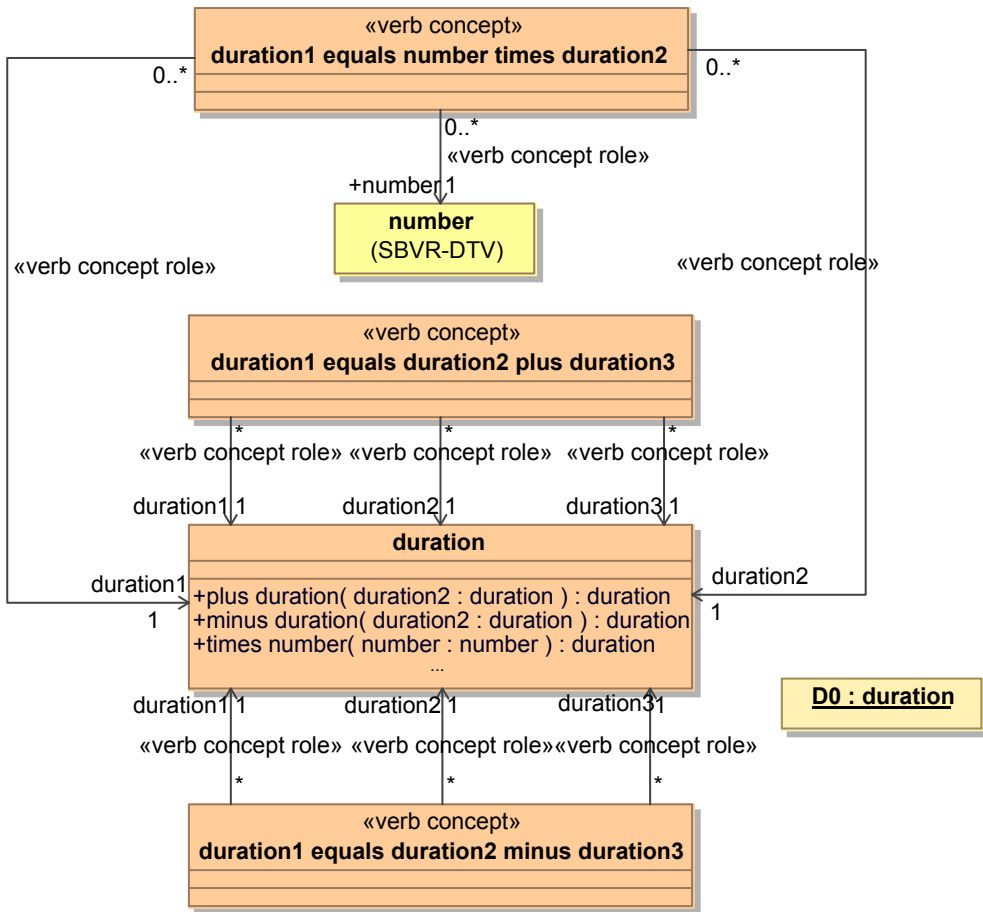 «verb concept»
duration1 equals number times duration2
0..*
0..*
0..*
«verb concept role»
+number 1
number
(SBVR-DTV)
«verb concept role»
«verb concept role»
«verb concept»
duration1 equals duration2 plus duration3
* * *
«verb concept role» «verb concept role» «verb concept role»
duration1 1 duration2 1 duration3 1
duration
duration1
1
duration2
1
+plus duration( duration2 : duration ) : duration
+minus duration( duration2 : duration ) : duration
+times number( number : number ) : duration
...
duration1 1 duration2 1 duration3 1
D0 : duration
«verb concept role» «verb concept role» «verb concept role»
* * *
«verb concept»
duration1 equals duration2 minus duration3